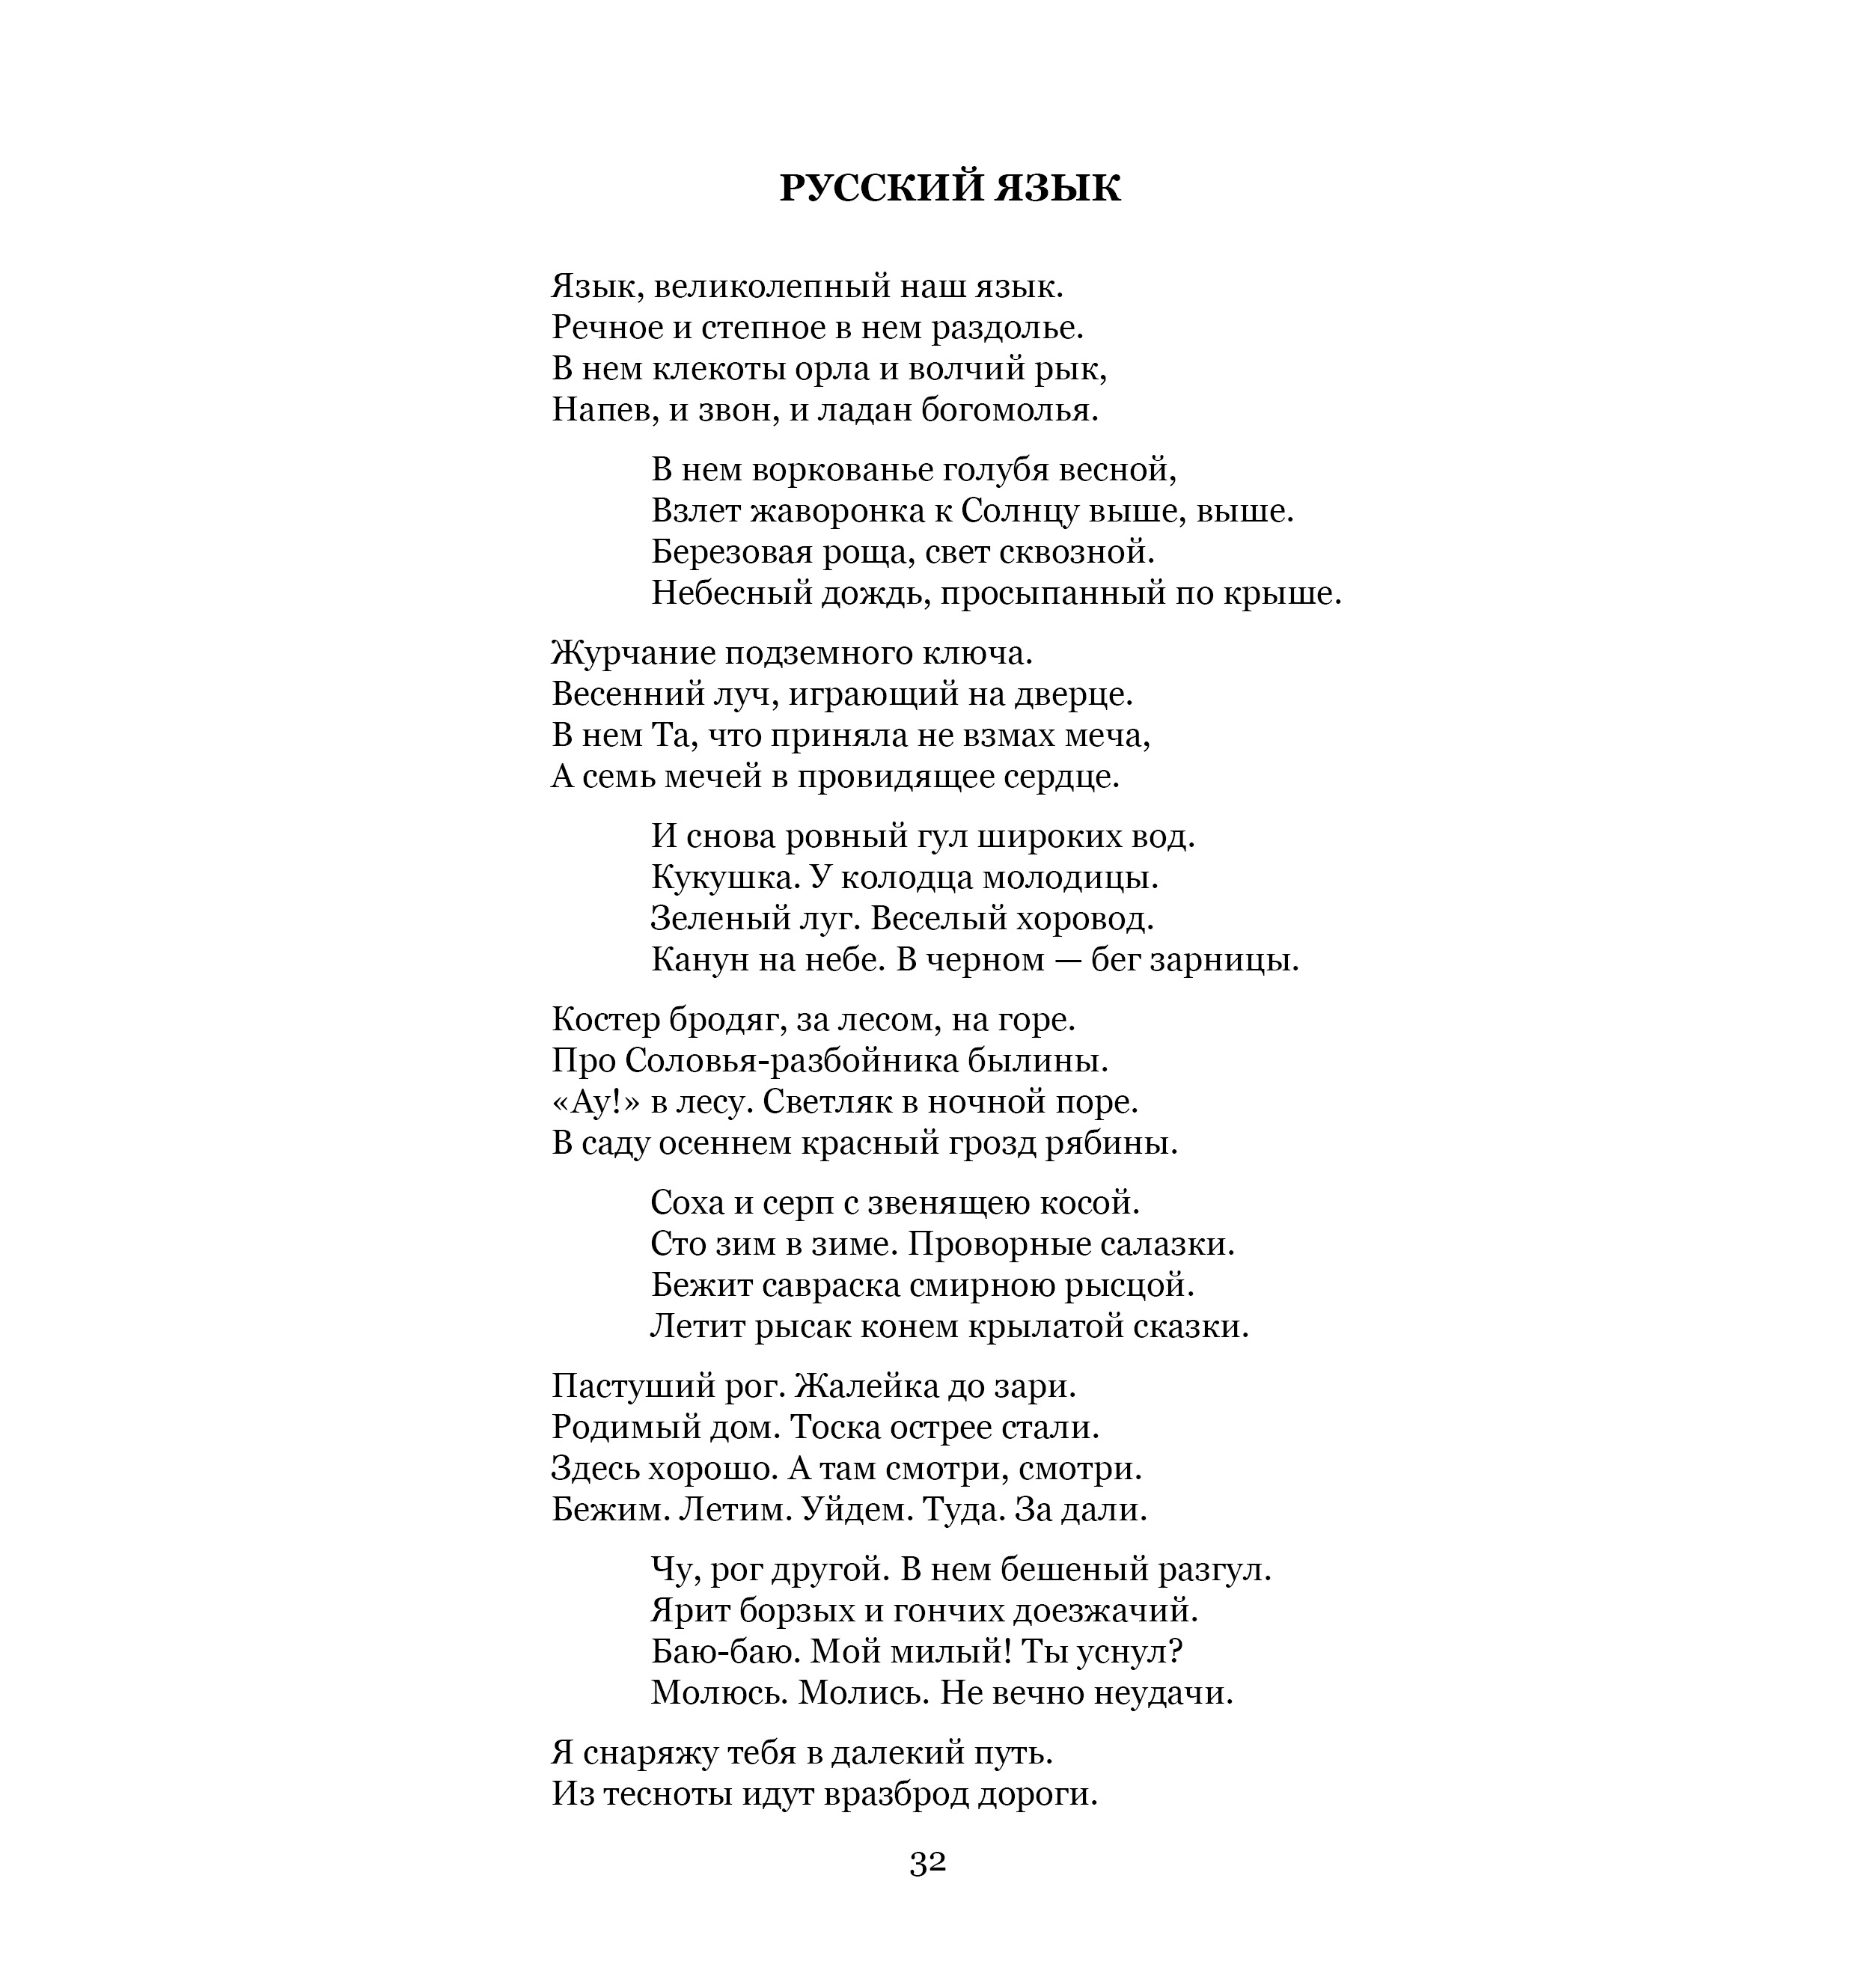 РУССКИЙ ЯЗЫК
Язык, великолепный наш язык.
Речное и степное в нем раздолье.
В нем клекоты орла и волчий рык,
Напев, и звон, и ладан богомолья.
В нем воркованье голубя весной,
Взлет жаворонка к Солнцу выше, выше.
Березовая роща, свет сквозной.
Небесный дождь, просыпанный по крыше.
Журчание подземного ключа.
Весенний луч, играющий на дверце.
В нем Та, что приняла не взмах меча,
А семь мечей в провидящее сердце.
И снова ровный гул широких вод.
Кукушка. У колодца молодицы.
Зеленый луг. Веселый хоровод.
Канун на небе. В черном — бег зарницы.
Костер бродяг, за лесом, на горе.
Про Соловья-разбойника былины.
«Ау!» в лесу. Светляк в ночной поре.
В саду осеннем красный грозд рябины.
Соха и серп с звенящею косой.
Сто зим в зиме. Проворные салазки.
Бежит савраска смирною рысцой.
Летит рысак конем крылатой сказки.
Пастуший рог. Жалейка до зари.
Родимый дом. Тоска острее стали.
Здесь хорошо. А там смотри, смотри.
Бежим. Летим. Уйдем. Туда. За дали.
Чу, рог другой. В нем бешеный разгул.
Ярит борзых и гончих доезжачий.
Баю-баю. Мой милый! Ты уснул?
Молюсь. Молись. Не вечно неудачи.
Я снаряжу тебя в далекий путь.
Из тесноты идут вразброд дороги.
32